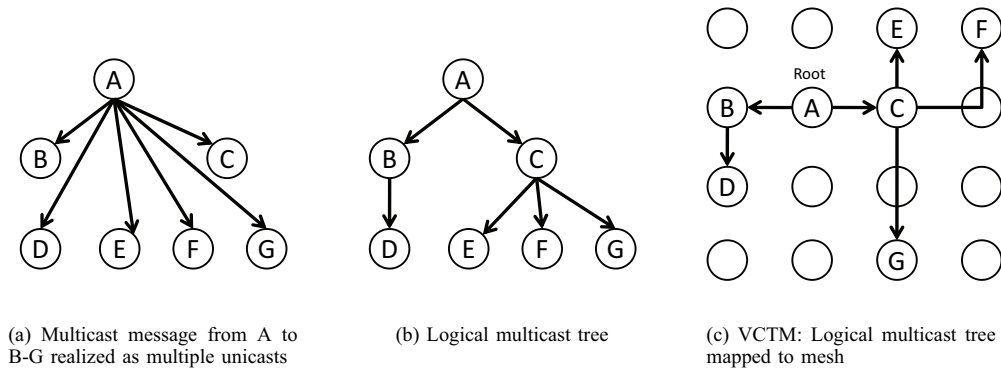 A
B
C
D
E
F
G
A
B
C
D
E
F
G
E
F
Root
B
A
C
D
G
(a) Multicast message from A to
B-G realized as multiple unicasts
(b) Logical multicast tree
(c) VCTM: Logical multicast tree
mapped to mesh